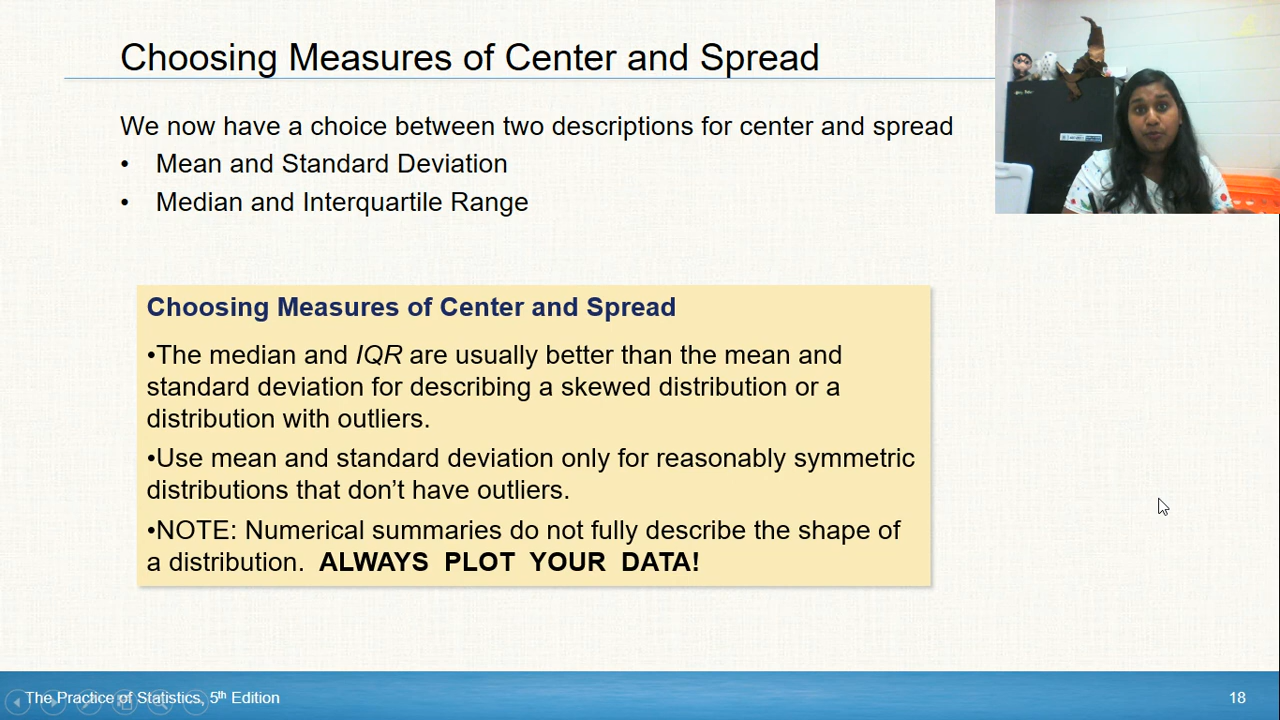 Choosing Measures of Center and Spread
We now have a choice between two descriptions for center and spread
• Mean and Standard Deviation
• Median and Interquartile Range
Choosing Measures of Center and Spread
•The median and IQR are usually better than the mean and
standard deviation for describing a skewed distribution or a
distribution with outliers.
•Use mean and standard deviation only for reasonably symmetric
distributions that don’t have outliers.
•NOTE: Numerical summaries do not fully describe the shape of
a distribution. ALWAYS PLOT YOUR DATA!
The Practice of Statistics, 5th Edition
18